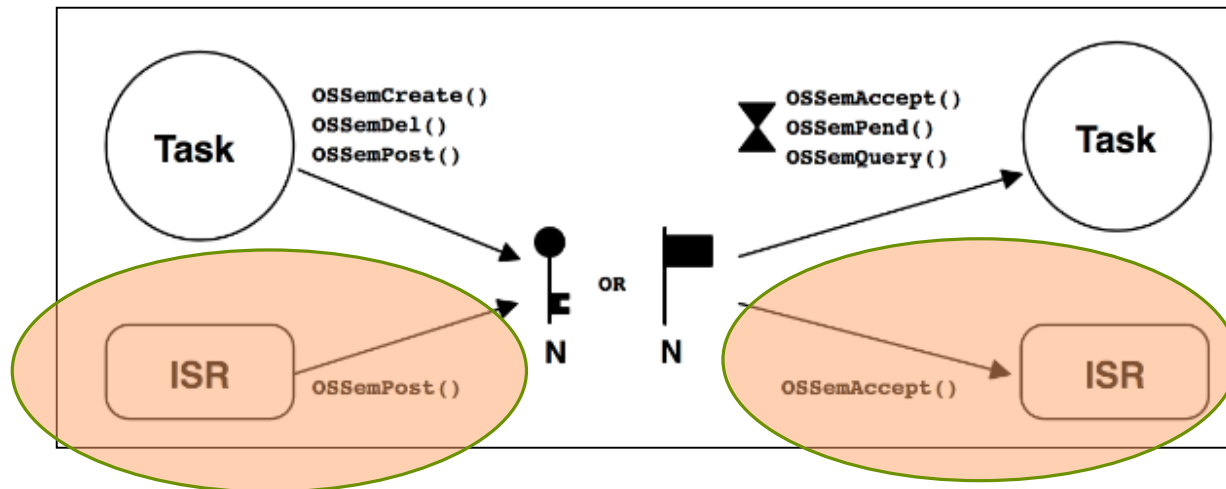 Task
OSSemCreate()
OSSemDel()
OSSemPost()
OSSemAccept()
OSSemPend()
OSSemQuery()
Task
OR
N
N
ISR
OSSemPost()
OSSemAccept()
ISR